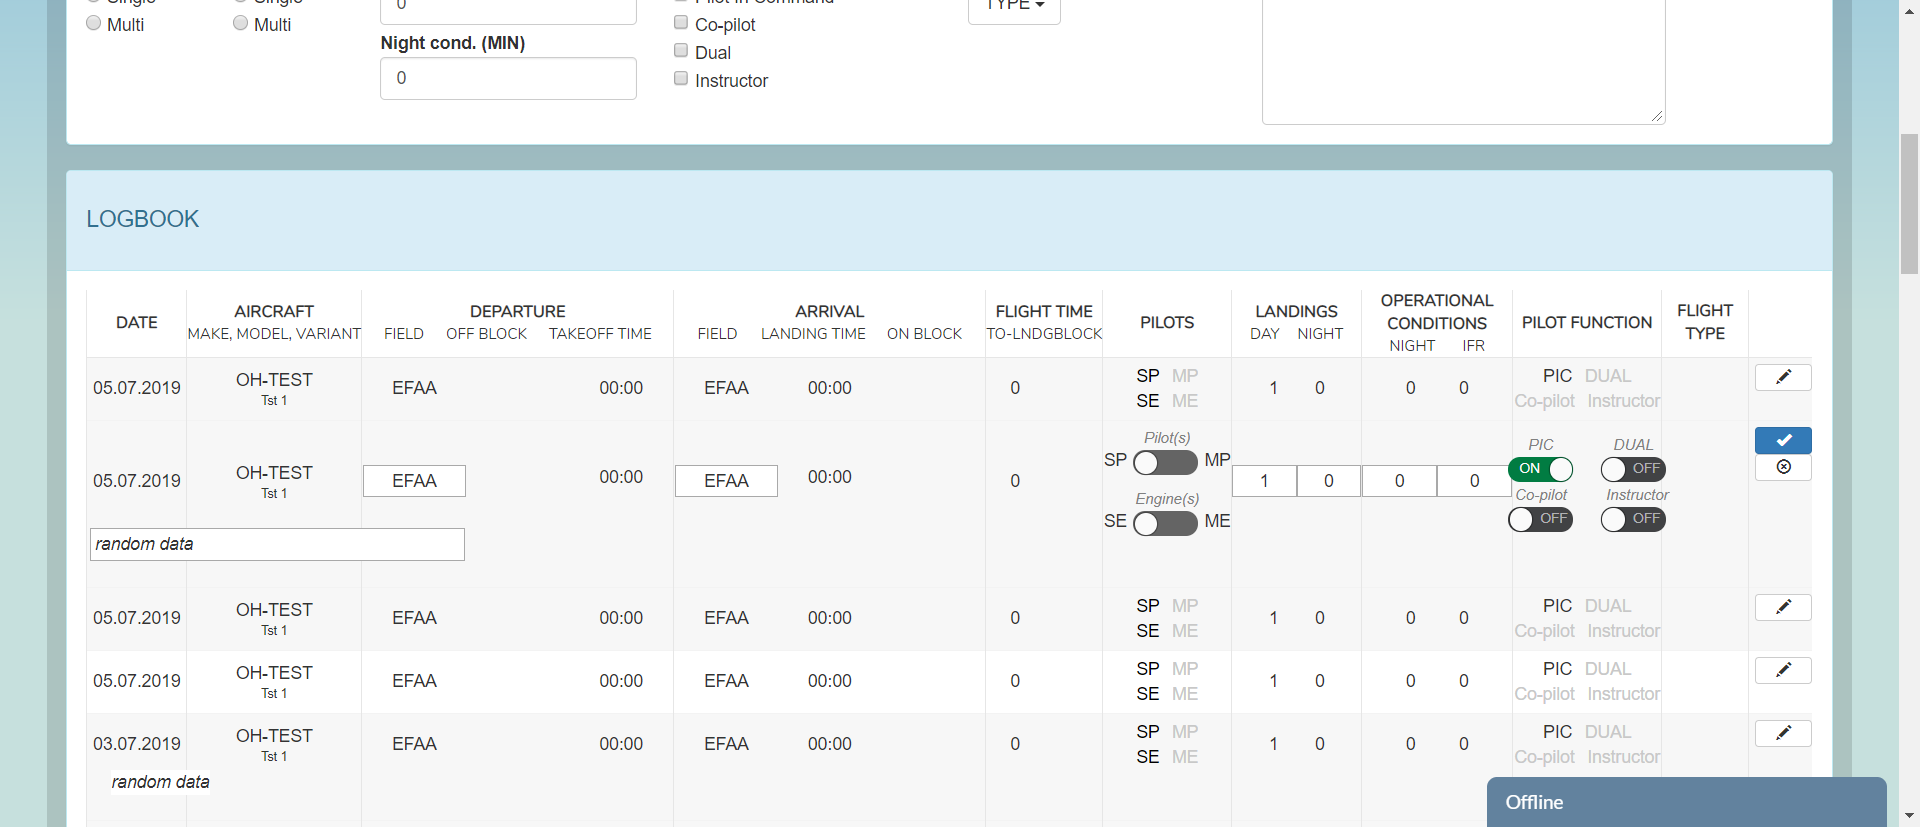 Single Single 0 Pilot in Command TYPE
Multi Multi Co-pilot
Night cond. (MIN) Dual
0 Instructor
LOGBOOK
DATE AIRCRAFT DEPARTURE ARRIVAL FLIGHT TIME PILOTS LANDINGS OPERATIONAL CONDITIONS PILOT FUNCTION FLIGHT TYPE
MAKE, MODEL, VARIANT FIELD OFF BLOCK TAKEOFF TIME FIELD LANDING TIME ON BLOCK TO-LNDGBLOCK DAY NIGHT NIGHT IFR
05.07.2019 OH-TEST EFAA 00:00 EFAA 00:00 0 SP MP 1 0 0 0 PIC DUAL
Tst 1 SE ME Co-pilot Instructor
Pilot(s) PIC DUAL
05.07.2019 OH-TEST EFAA 00:00 EFAA 00:00 0 SP MP 1 0 0 0 ON OFF
Tst 1 Engine(s) Co-pilot Instructor
SE ME OFF OFF
random data
05.07.2019 OH-TEST EFAA 00:00 EFAA 00:00 0 SP MP 1 0 0 0 PIC DUAL
Tst 1 SE ME Co-pilot Instructor
05.07.2019 OH-TEST EFAA 00:00 EFAA 00:00 0 SP MP 1 0 0 0 PIC DUAL
Tst 1 SE ME Co-pilot Instructor
03.07.2019 OH-TEST EFAA 00:00 EFAA 00:00 0 SP MP 1 0 0 0 PIC DUAL
Tst 1 SE ME Co-pilot Instructor
random data
Offline